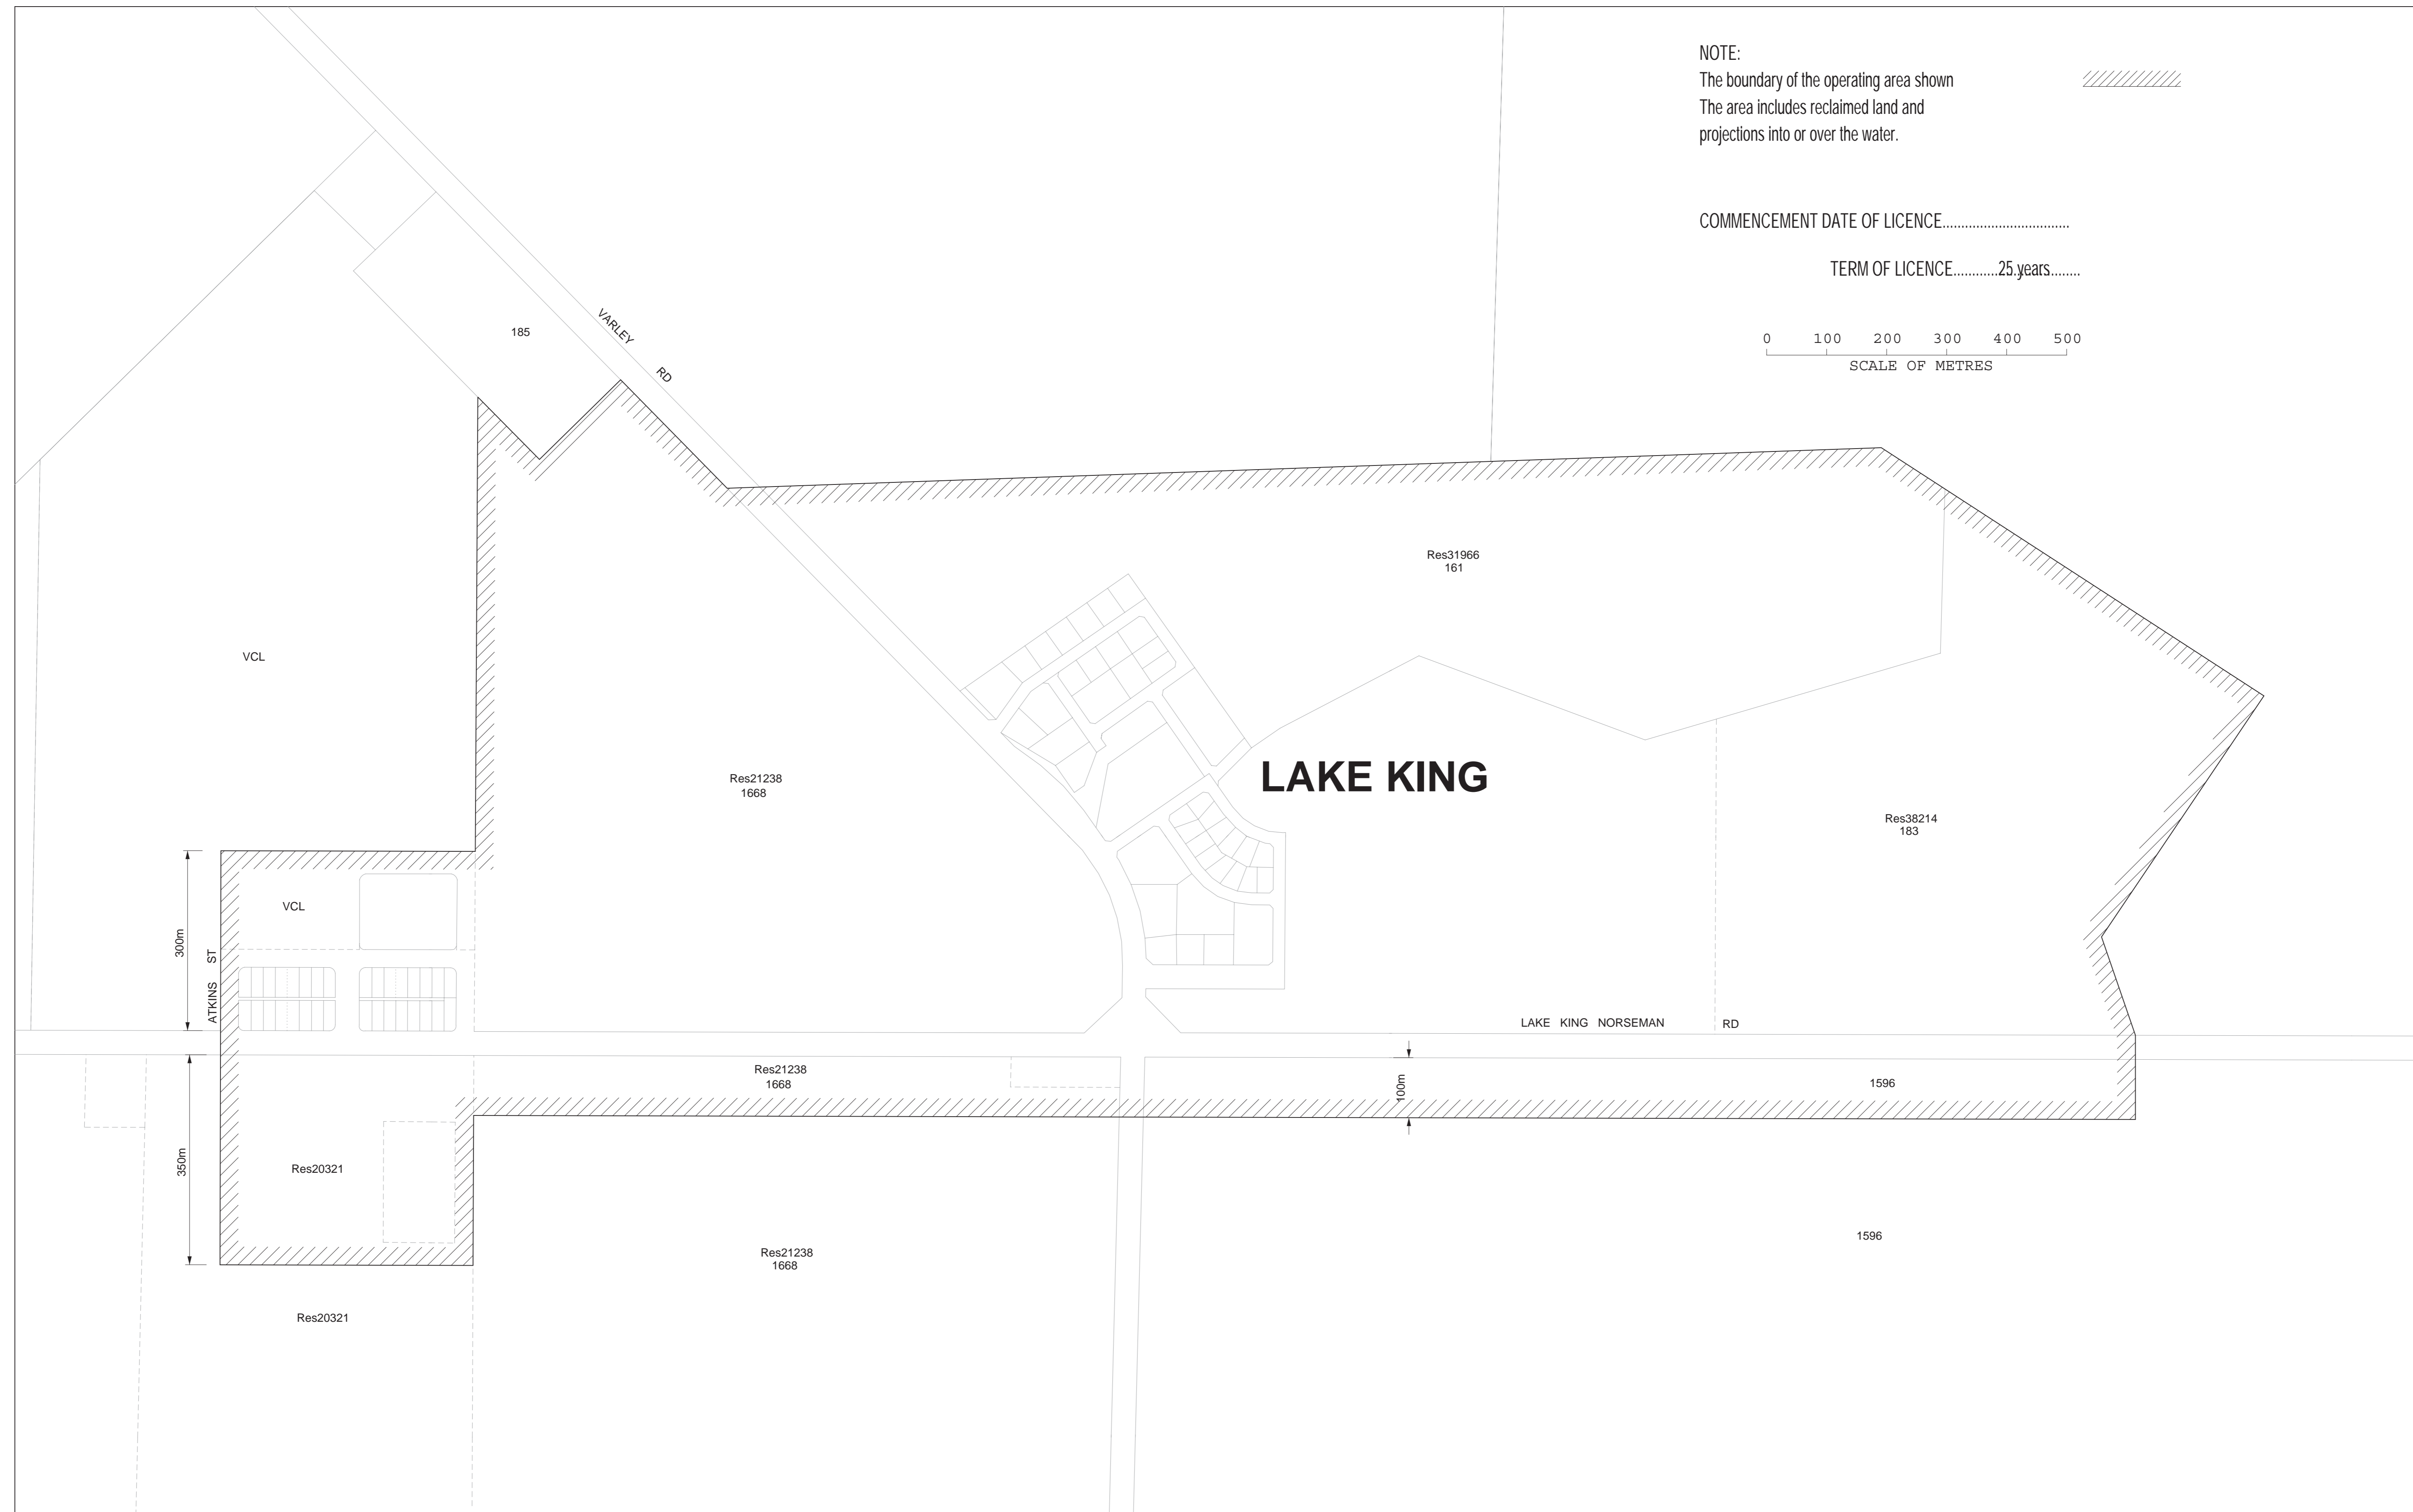 NOTE:
The boundary of the operating area shown
The area includes reclaimed land and
projections into or over the water.
COMMENCEMENT DATE OF LICENCE..................................
TERM OF LICENCE............25 years............
0 100 200 300 400 500
SCALE OF METRES
VARLEY RD
185
Res31966
161
VCL
Res21238
1668
LAKE KING
Res38214
183
VCL
300m
ATKINS ST
LAKE KING NORSEMAN RD
Res21238
1668
100m
1596
350m
Res20321
Res21238
1668
1596
Res20321